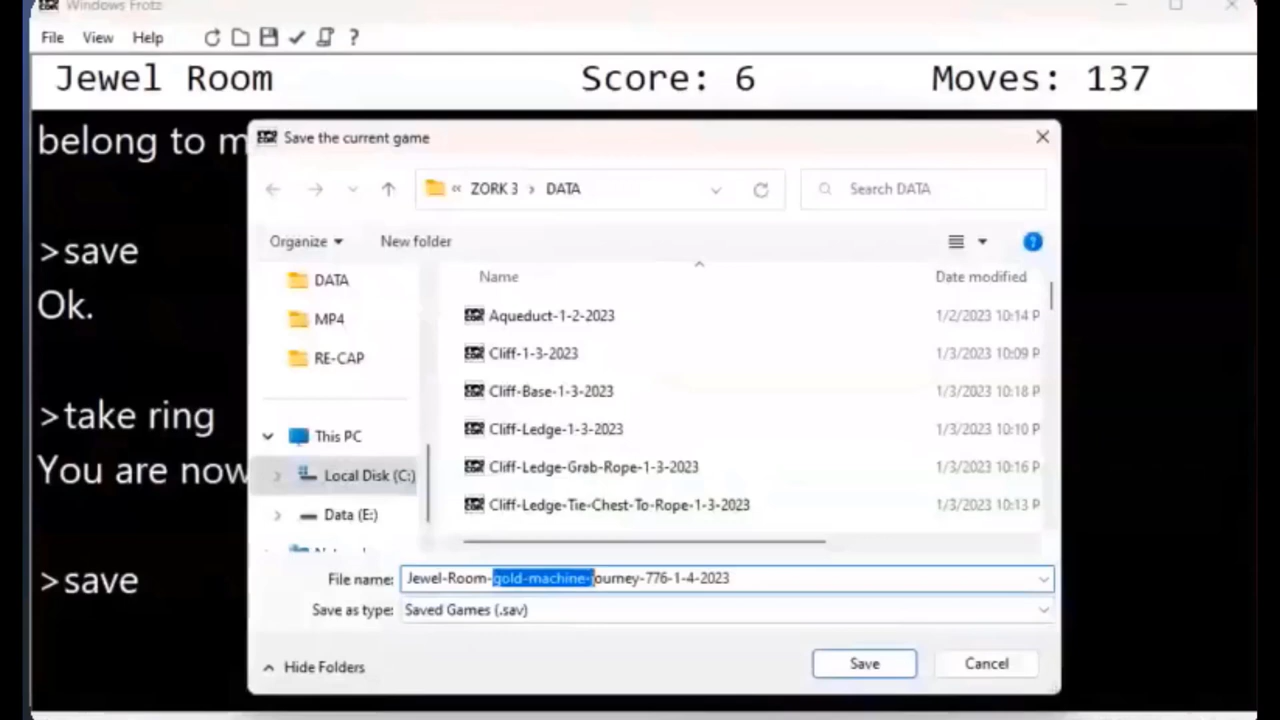 Windows Frotz
File View Help
Jewel Room Score: 6 Moves: 137
belong to m
>save
Ok.
>take ring
You are now
>save
Save the current game
« ZORK 3 › DATA
Search DATA
Organize New folder
DATA
MP4
RE-CAP
This PC
Local Disk (C:)
Data (E:)
Name Date modified
Aqueduct-1-2-2023 1/2/2023 10:14 P
Cliff-1-3-2023 1/3/2023 10:09 P
Cliff-Base-1-3-2023 1/3/2023 10:18 P
Cliff-Ledge-1-3-2023 1/3/2023 10:10 P
Cliff-Ledge-Grab-Rope-1-3-2023 1/3/2023 10:16 P
Cliff-Ledge-Tie-Chest-To-Rope-1-3-2023 1/3/2023 10:13 P
File name: Jewel-Room-gold-machine-journey-776-1-4-2023
Save as type: Saved Games (.sav)
Hide Folders Save Cancel